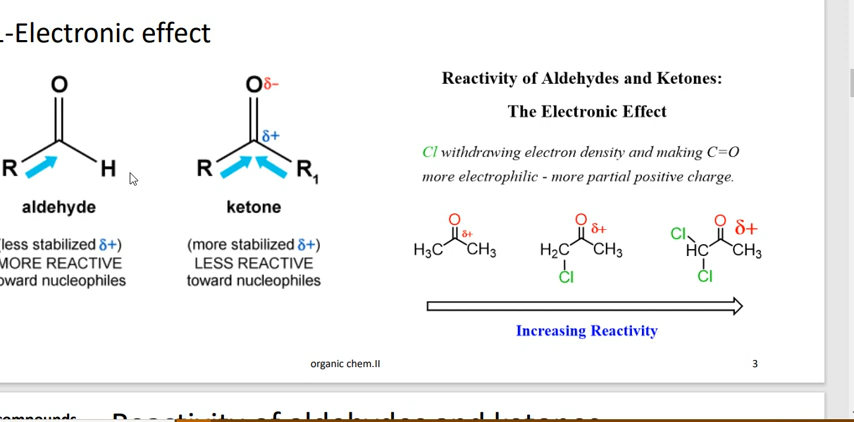 -Electronic effect
O
R
H
aldehyde
(less stabilized δ+)
MORE REACTIVE
toward nucleophiles
Oδ−
δ+
R
R1
ketone
(more stabilized δ+)
LESS REACTIVE
toward nucleophiles
Reactivity of Aldehydes and Ketones:
The Electronic Effect
Cl withdrawing electron density and making C=O
more electrophilic - more partial positive charge.
O
δ+
H3C
CH3
O
δ+
H2C
CH3
Cl
Cl
O
δ+
HC
CH3
Cl
Increasing Reactivity
organic chem.II
3